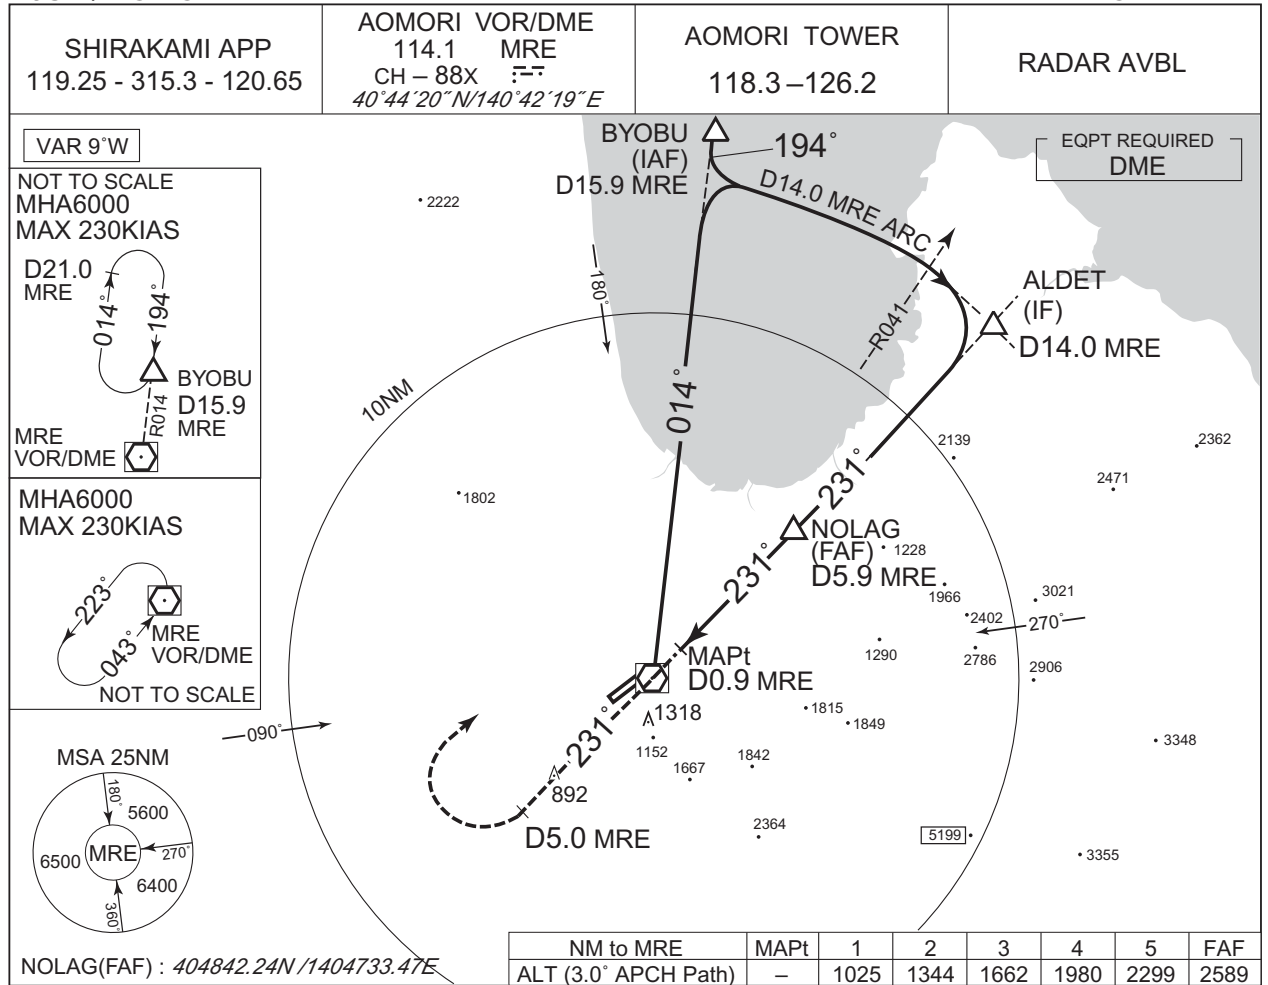 SHIRAKAMI APP
119.25 - 315.3 - 120.65
AOMORI VOR/DME
114.1 MRE
CH – 88X
40˚44´20˝N/140˚42´19˝E
AOMORI TOWER
118.3 –126.2
RADAR AVBL
VAR 9˚W
EQPT REQUIRED
DME
NOT TO SCALE
MHA6000
MAX 230KIAS
D21.0
MRE
014˚
194˚
BYOBU
D15.9
MRE
R014
MRE
VOR/DME
MHA6000
MAX 230KIAS
223˚
043˚
MRE
VOR/DME
NOT TO SCALE
MSA 25NM
180˚
5600
MRE
270˚
6500
6400
360˚
NOLAG(FAF) : 404842.24N /1404733.47E
BYOBU
(IAF)
D15.9 MRE
194˚
D14.0 MRE ARC
2222
180˚
R041
ALDET
(IF)
D14.0 MRE
10NM
014˚
2139
2362
2471
231˚
1802
NOLAG
(FAF)
D5.9 MRE
1228
231˚
1966
3021
2402
270˚
1290
2786
2906
MAPt
D0.9 MRE
1318
1815
1849
090˚
231˚
1152
1667
1842
3348
892
D5.0 MRE
2364
5199
3355
NM to MRE MAPt 1 2 3 4 5 FAF
ALT (3.0˚ APCH Path) – 1025 1344 1662 1980 2299 2589